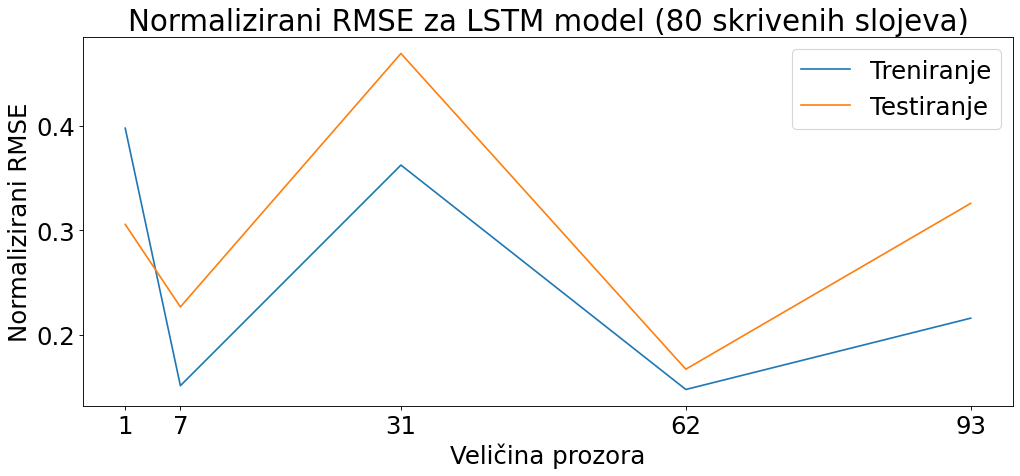 Normalizirani RMSE za LSTM model (80 skrivenih slojeva)
Treniranje
Testiranje
Normalizirani RMSE
0.4
0.3
0.2
1 7 31 62 93
Veličina prozora